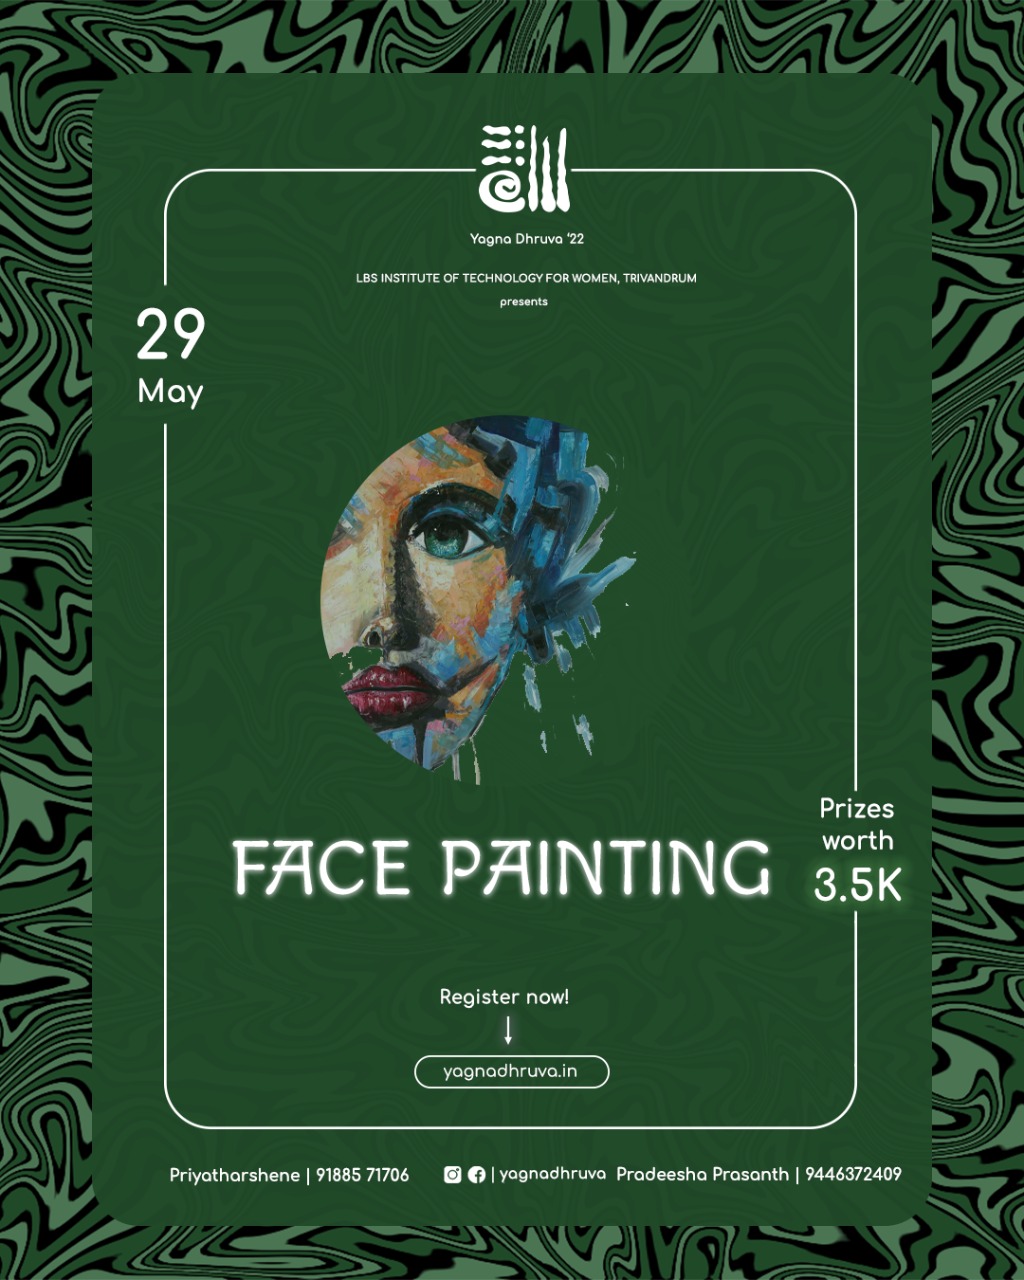 Yagna Dhruva ‘22
LBS INSTITUTE OF TECHNOLOGY FOR WOMEN, TRIVANDRUM
presents
29
May
Prizes
worth
3.5K
FACE PAINTING
Register now!
yagnadhruva.in
Priyatharshene | 91885 71706
| yagnadhruva
Pradeesha Prasanth | 9446372409